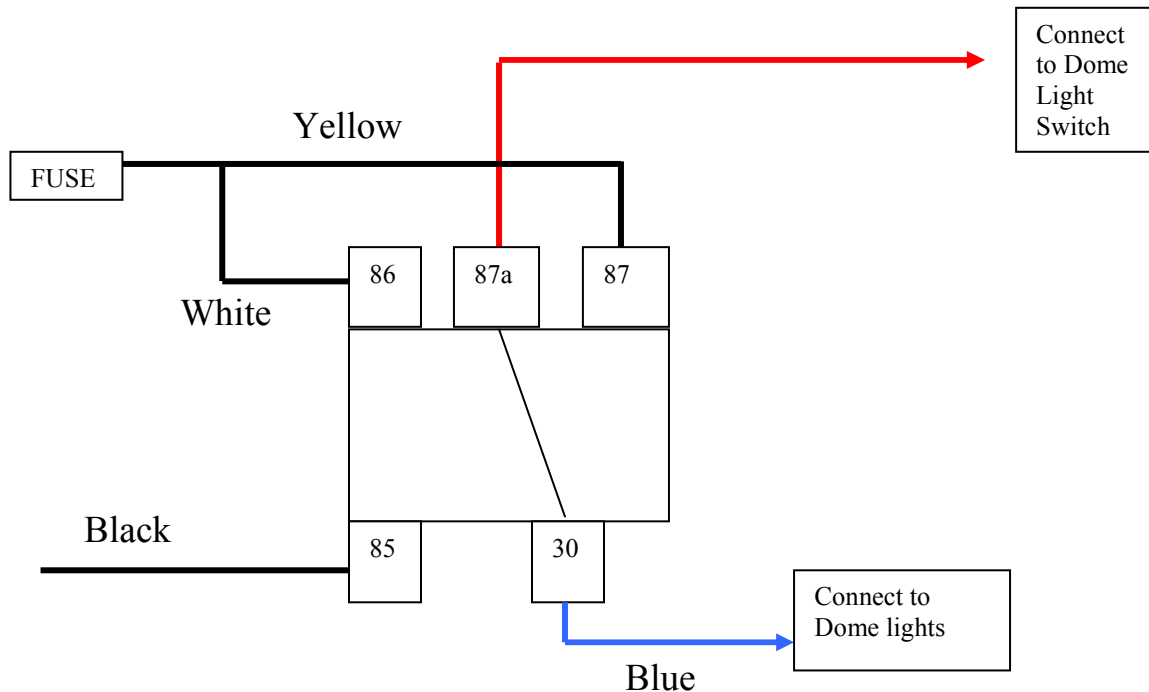 Connect
to Dome
Light
Switch
Yellow
FUSE
86
87a
87
White
Black
85
30
Connect to
Dome lights
Blue